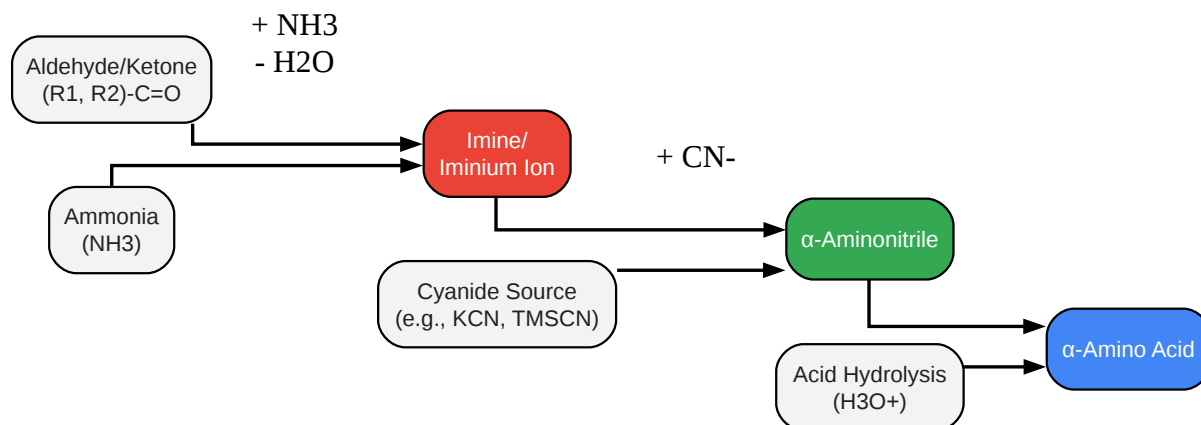 + NH3
- H2O
Aldehyde/Ketone
(R1, R2)-C=O
Imine/
Iminium Ion
+ CN-
Ammonia
(NH3)
α-Aminonitrile
Cyanide Source
(e.g., KCN, TMSCN)
α-Amino Acid
Acid Hydrolysis
(H3O+)